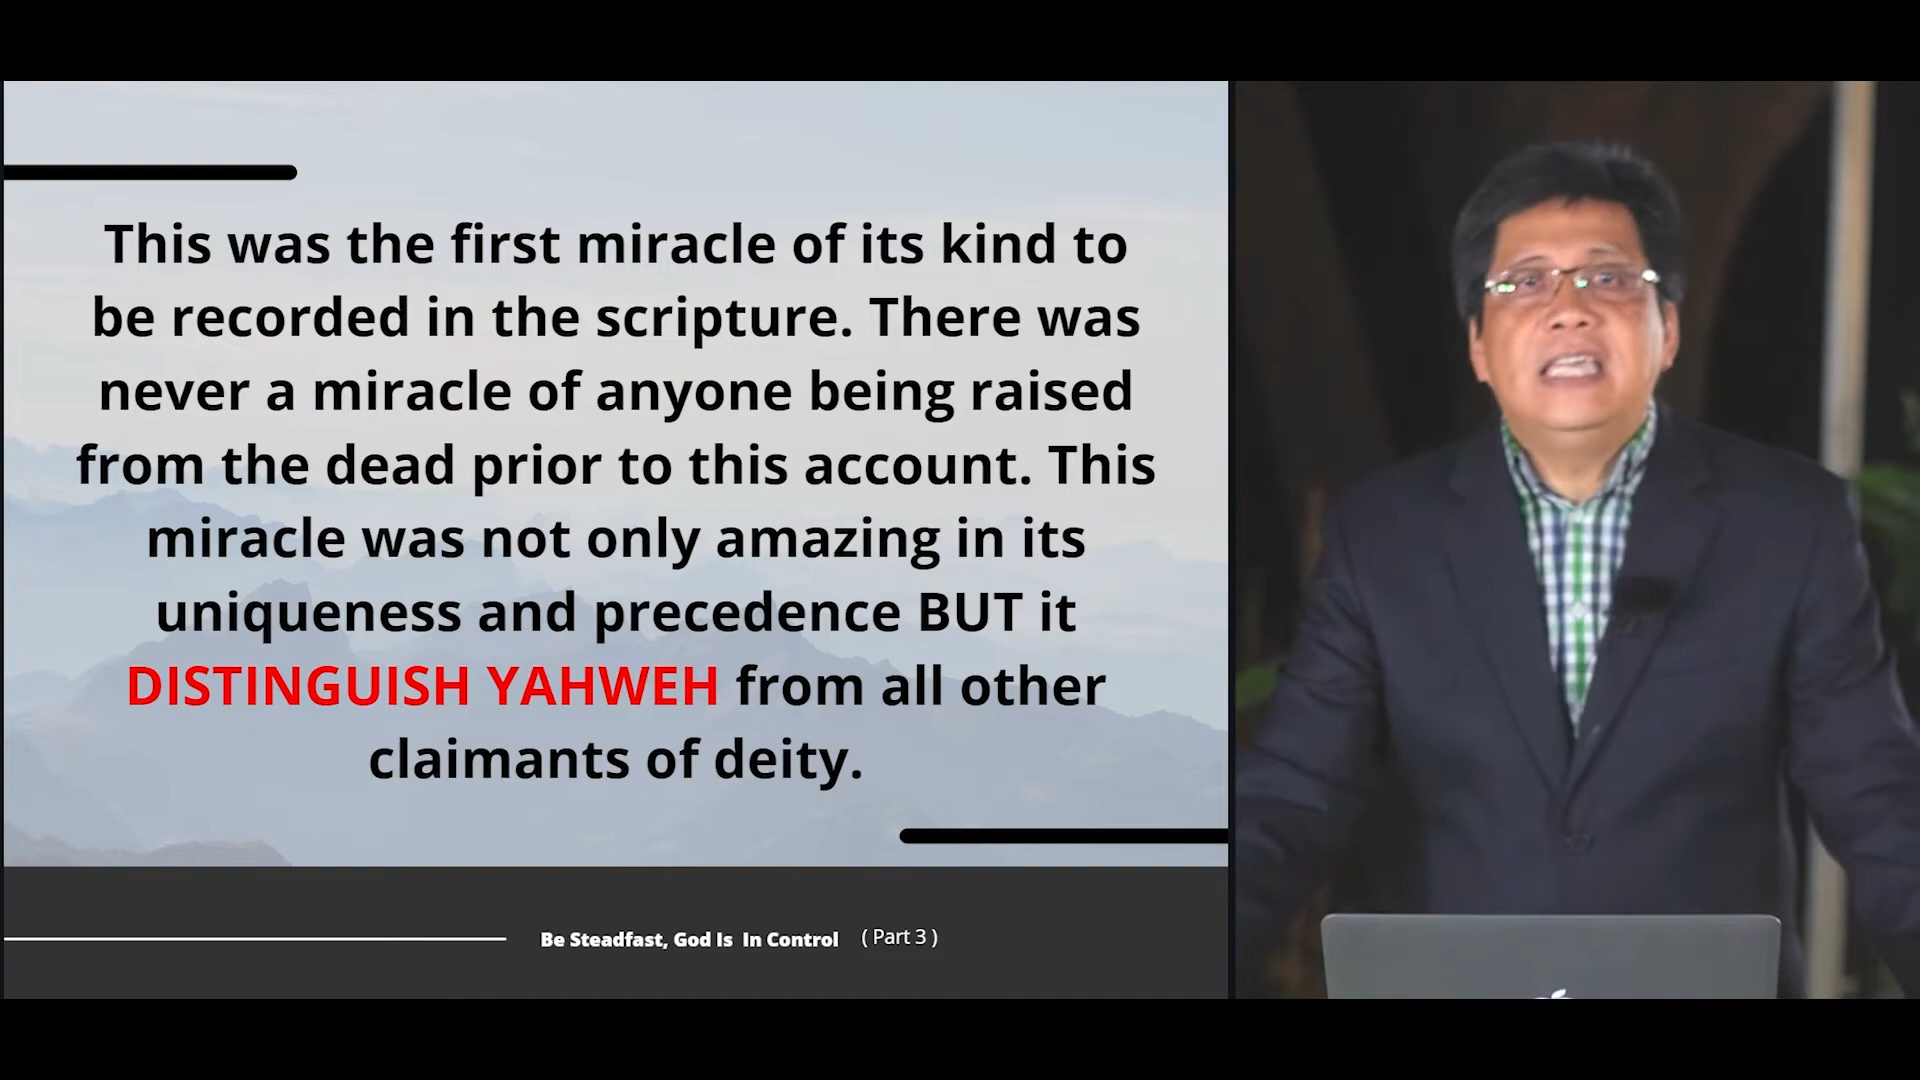 This was the first miracle of its kind to
be recorded in the scripture. There was
never a miracle of anyone being raised
from the dead prior to this account. This
miracle was not only amazing in its
uniqueness and precedence BUT it
DISTINGUISH YAHWEH from all other
claimants of deity.
Be Steadfast, God Is In Control ( Part 3 )